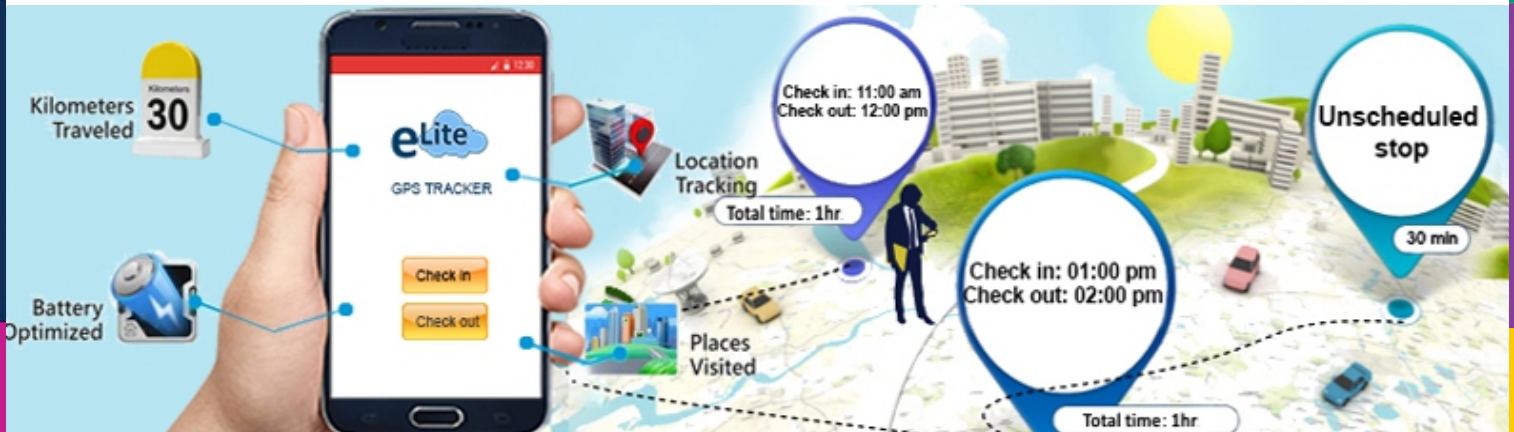 Kilometers
Traveled
Kilometers
30
Battery
Optimized
12:30
eLite
GPS TRACKER
Check in
Check out
Location
Tracking
Places
Visited
Check in: 11:00 am
Check out: 12:00 pm
Total time: 1hr
Check in: 01:00 pm
Check out: 02:00 pm
Total time: 1hr
Unscheduled
stop
30 min